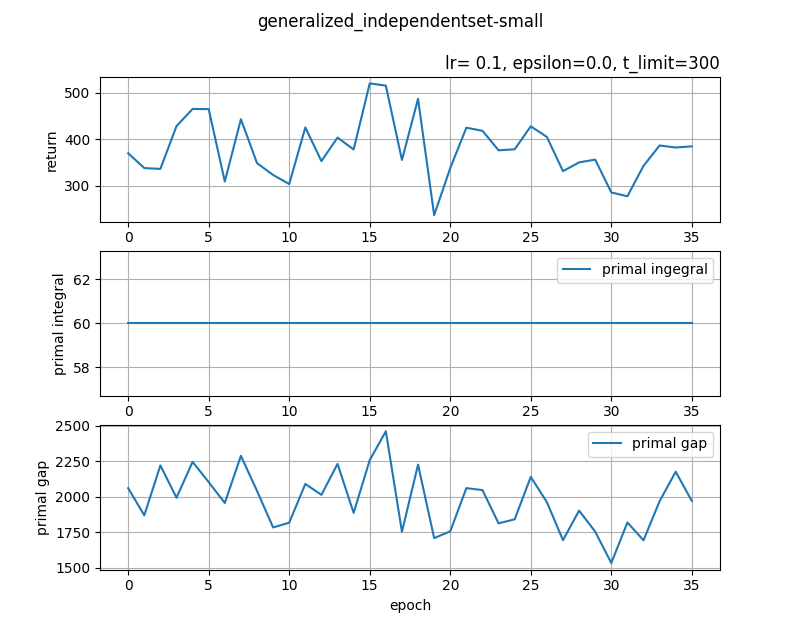 generalized_independentset-small
lr= 0.1, epsilon=0.0, t_limit=300
500
400
300
return
0 5 10 15 20 25 30 35
primal ingegral
62
60
58
primal integral
0 5 10 15 20 25 30 35
primal gap
2500
2250
2000
1750
1500
primal gap
0 5 10 15 20 25 30 35
epoch